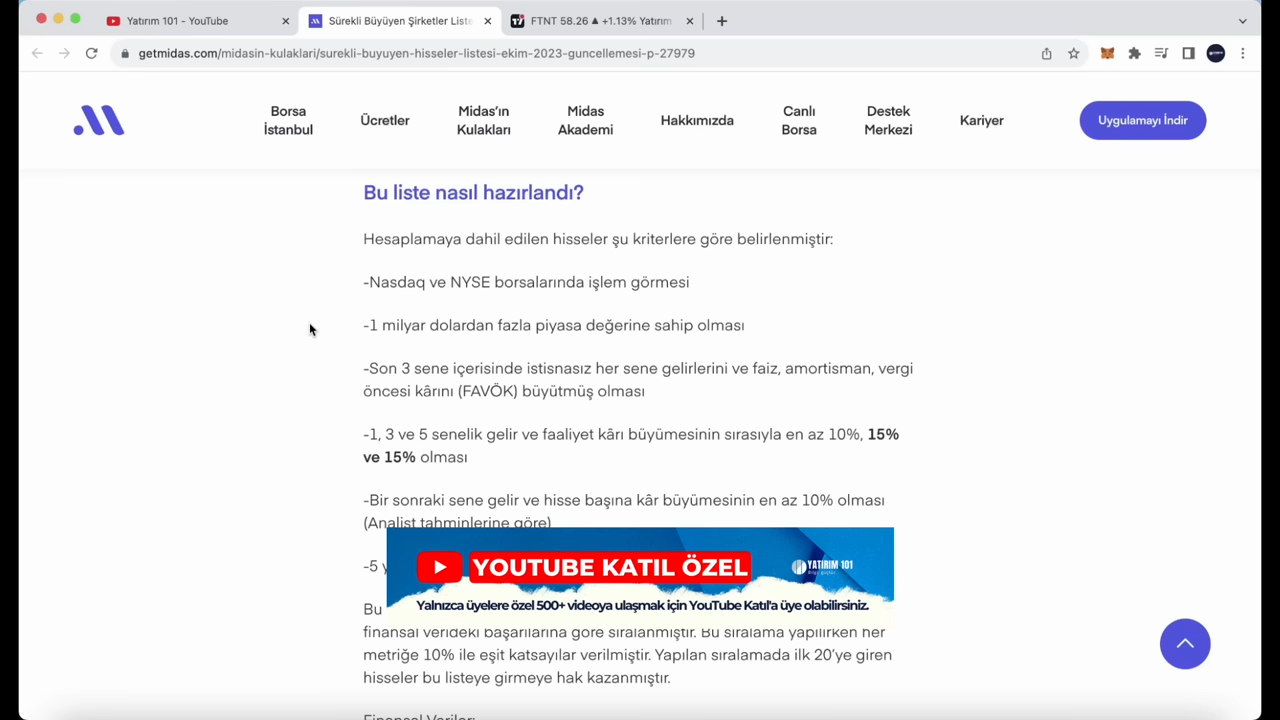 Yatırım 101 - YouTube
Sürekli Büyüyen Şirketler Liste
FTNT 58.26 ▲ +1.13% Yatırım
getmidas.com/midasin-kulaklari/surekli-buyuyen-hisseler-listesi-ekim-2023-guncellemesi-p-27979
Borsa İstanbul
Ücretler
Midas'ın Kulakları
Midas Akademi
Hakkımızda
Canlı Borsa
Destek Merkezi
Kariyer
Uygulamayı İndir
Bu liste nasıl hazırlandı?
Hesaplamaya dahil edilen hisseler şu kriterlere göre belirlenmiştir:
-Nasdaq ve NYSE borsalarında işlem görmesi
-1 milyar dolardan fazla piyasa değerine sahip olması
-Son 3 sene içerisinde istisnasız her sene gelirlerini ve faiz, amortisman, vergi
öncesi kârını (FAVÖK) büyütmüş olması
-1, 3 ve 5 senelik gelir ve faaliyet kârı büyümesinin sırasıyla en az 10%, 15%
ve 15% olması
-Bir sonraki sene gelir ve hisse başına kâr büyümesinin en az 10% olması
(Analist tahminlerine göre)
-5 y
YOUTUBE KATIL ÖZEL
YATIRIM 101
Yalnızca üyelere özel 500+ videoya ulaşmak için YouTube Katıl'a üye olabilirsiniz.
Bu
finansal verideki başarılarına göre sıralanmıştır. Bu sıralama yapılırken her
metriğe 10% ile eşit katsayılar verilmiştir. Yapılan sıralamada ilk 20'ye giren
hisseler bu listeye girmeye hak kazanmıştır.
Finansal Veriler: